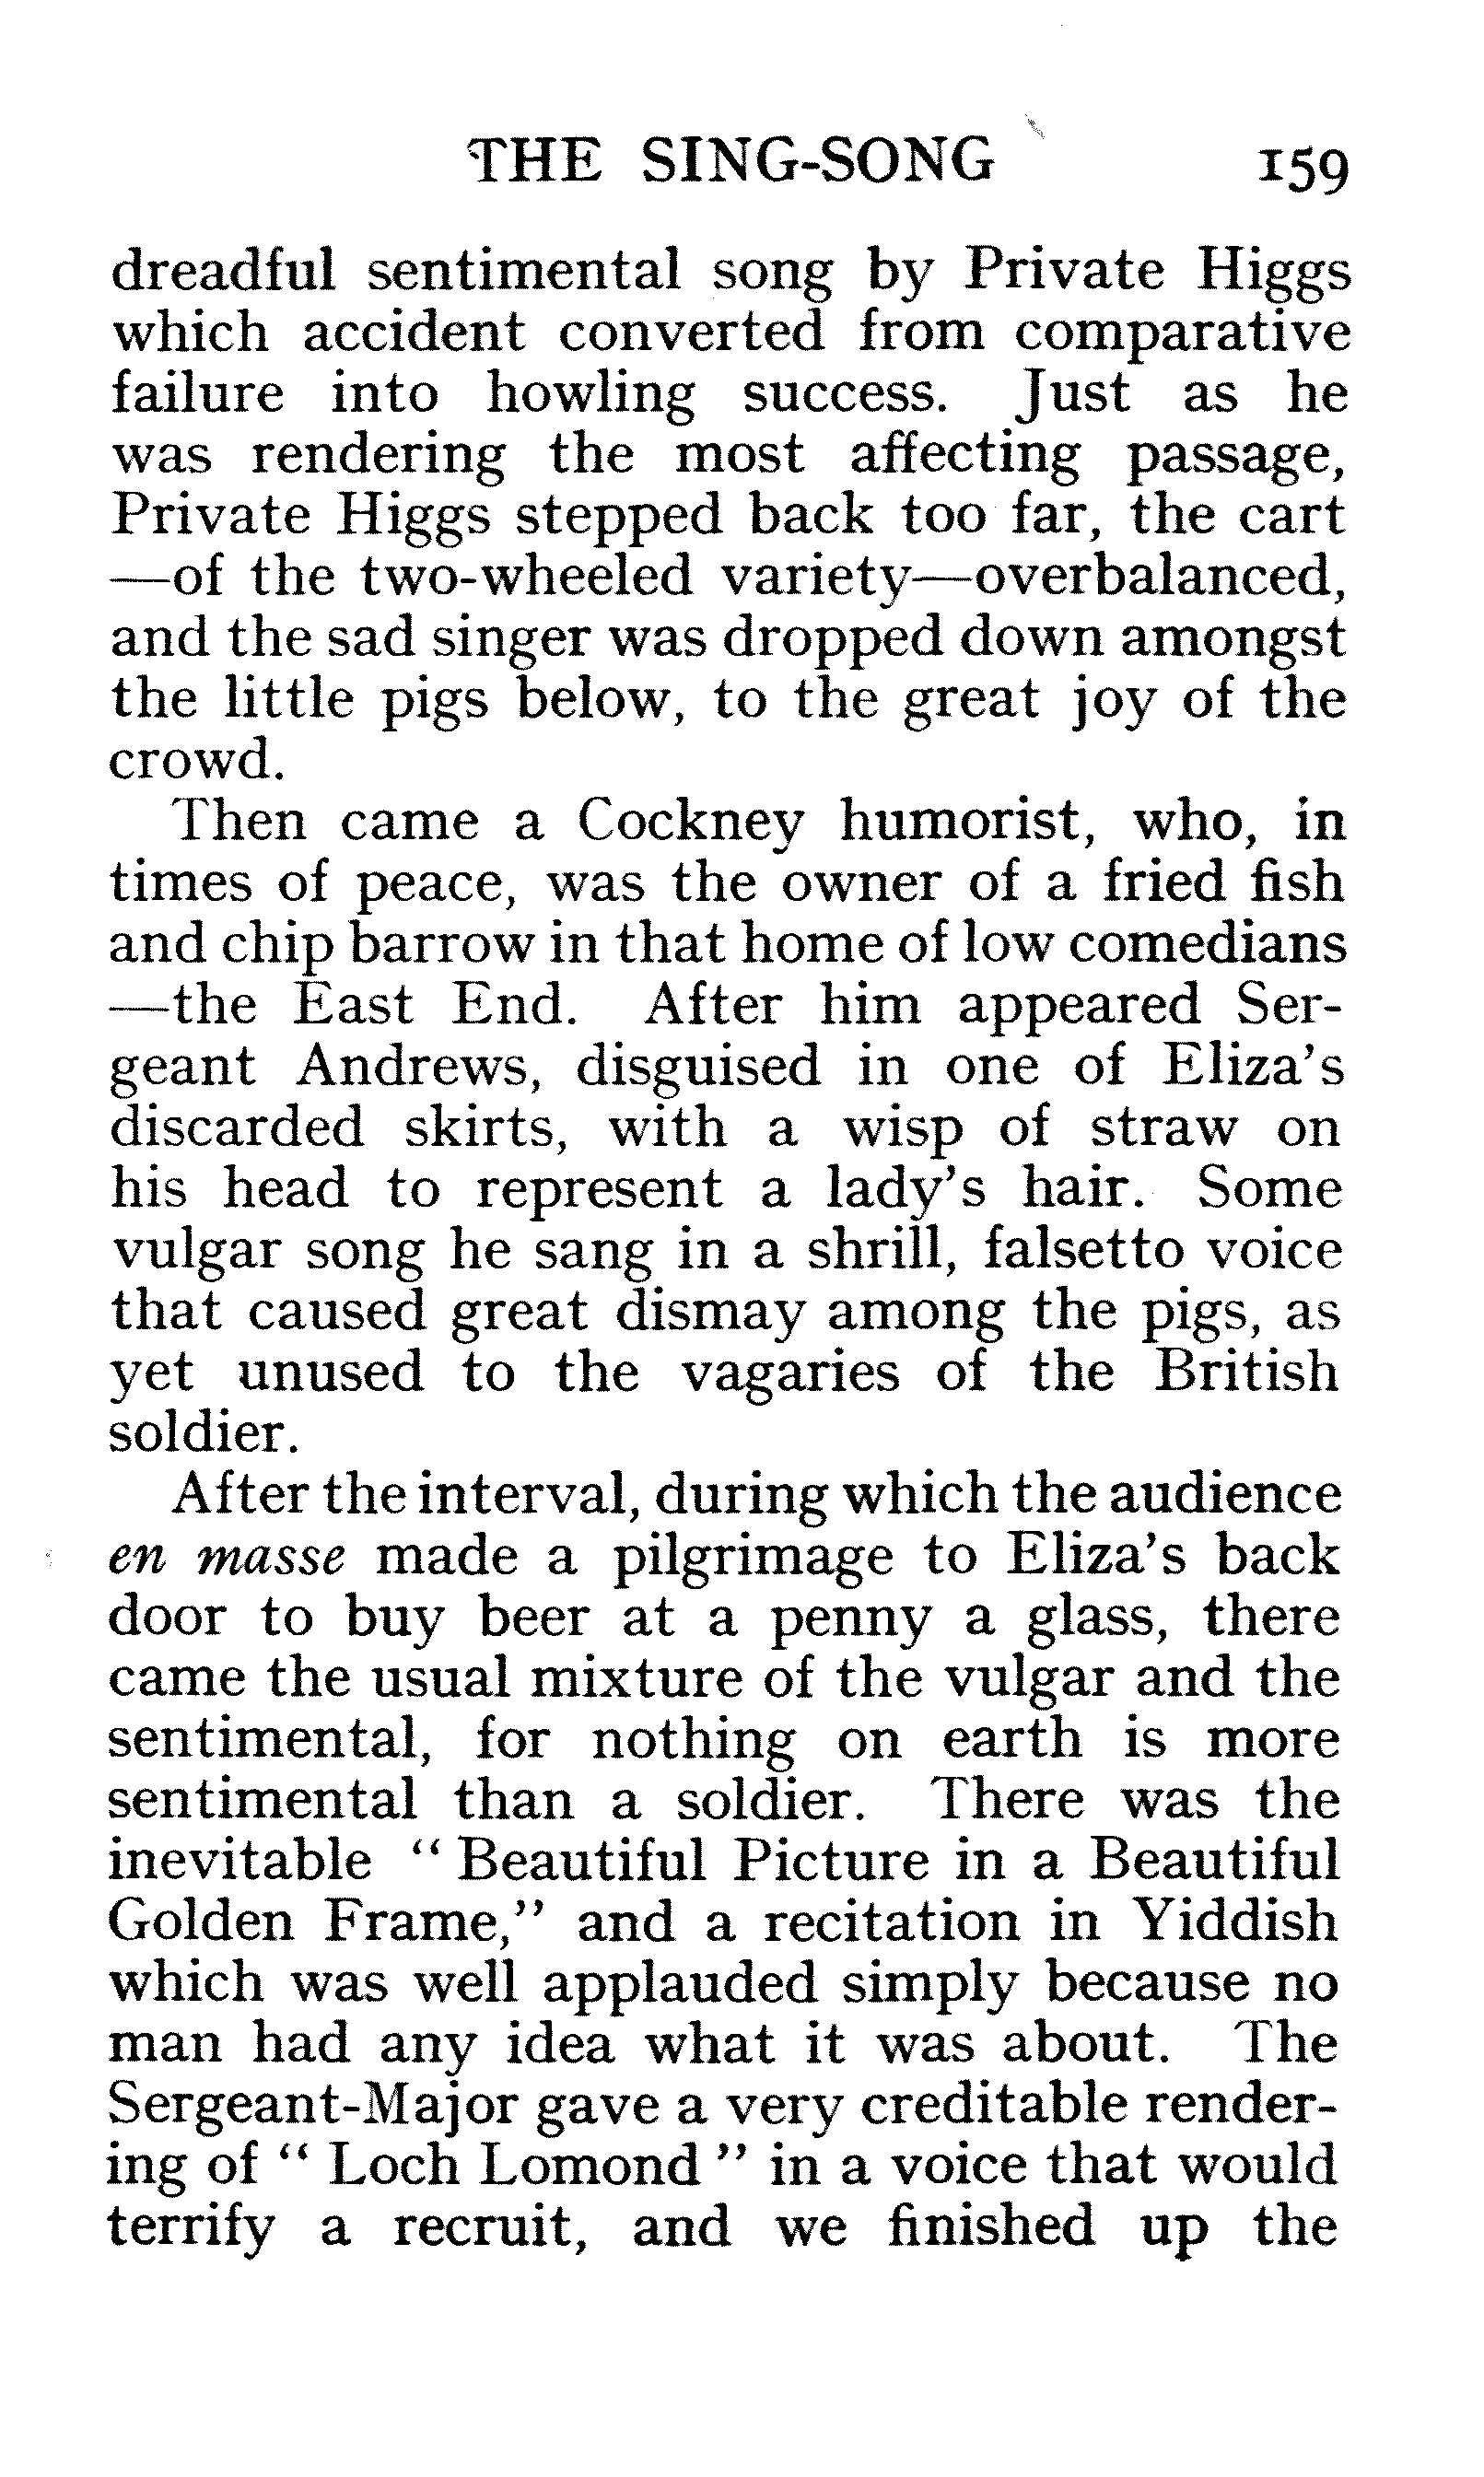 THE SING-SONG 159
dreadful sentimental song by Private Higgs
which accident converted from comparative
failure into howling success. Just as he
was rendering the most affecting passage,
Private Higgs stepped back too far, the cart
—of the two-wheeled variety—overbalanced,
and the sad singer was dropped down amongst
the little pigs below, to the great joy of the
crowd.
Then came a Cockney humorist, who, in
times of peace, was the owner of a fried fish
and chip barrow in that home of low comedians
—the East End. After him appeared Ser-
geant Andrews, disguised in one of Eliza's
discarded skirts, with a wisp of straw on
his head to represent a lady's hair. Some
vulgar song he sang in a shrill, falsetto voice
that caused great dismay among the pigs, as
yet unused to the vagaries of the British
soldier.
After the interval, during which the audience
en masse made a pilgrimage to Eliza's back
door to buy beer at a penny a glass, there
came the usual mixture of the vulgar and the
sentimental, for nothing on earth is more
sentimental than a soldier. There was the
inevitable "Beautiful Picture in a Beautiful
Golden Frame," and a recitation in Yiddish
which was well applauded simply because no
man had any idea what it was about. The
Sergeant-Major gave a very creditable render-
ing of " Loch Lomond " in a voice that would
terrify a recruit, and we finished up the